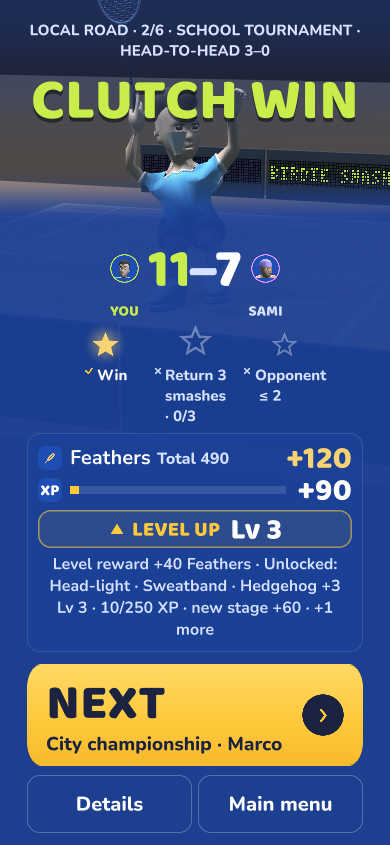 LOCAL ROAD · 2/6 · SCHOOL TOURNAMENT ·
HEAD-TO-HEAD 3–0
CLUTCH WIN
BIRDIE SMASH
11–7
YOU
SAMI
Win
Return 3
smashes
· 0/3
Opponent
≤ 2
Feathers Total 490 +120
XP +90
LEVEL UP Lv 3
Level reward +40 Feathers · Unlocked:
Head-light · Sweatband · Hedgehog +3
Lv 3 · 10/250 XP · new stage +60 · +1
more
NEXT
City championship · Marco
Details
Main menu